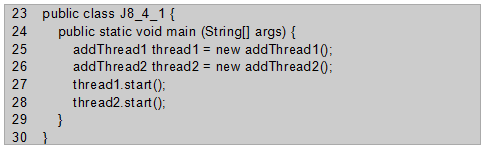 23 public class J8_4_1 {
24 public static void main (String[] args) {
25 addThread1 thread1 = new addThread1();
26 addThread2 thread2 = new addThread2();
27 thread1.start();
28 thread2.start();
29 }
30 }